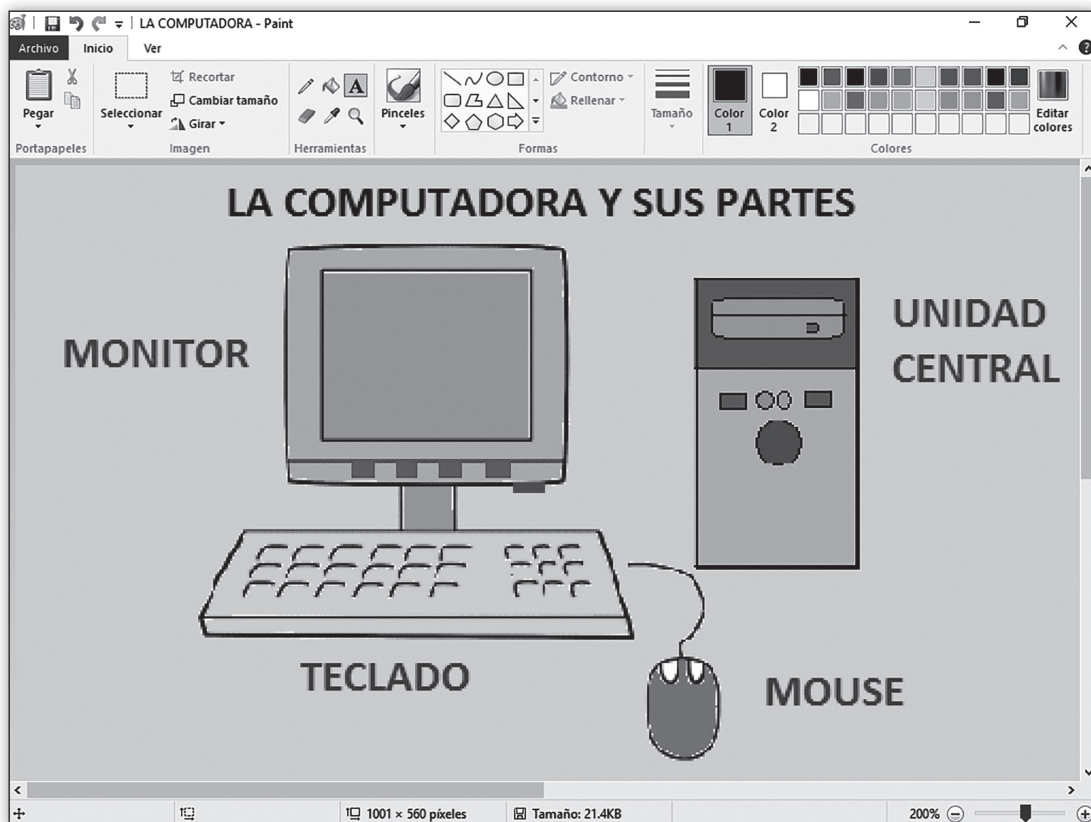 LA COMPUTADORA - Paint
Archivo Inicio Ver
Pegar
Portapapeles
Seleccionar
Recortar
Cambiar tamaño
Girar
Imagen
A
Herramientas
Pinceles
Contorno
Rellenar
Formas
Tamaño
Color 1
Color 2
Editar colores
Colores
LA COMPUTADORA Y SUS PARTES
MONITOR
UNIDAD
CENTRAL
TECLADO
MOUSE
1001 × 560 píxeles
Tamaño: 21.4KB
200%